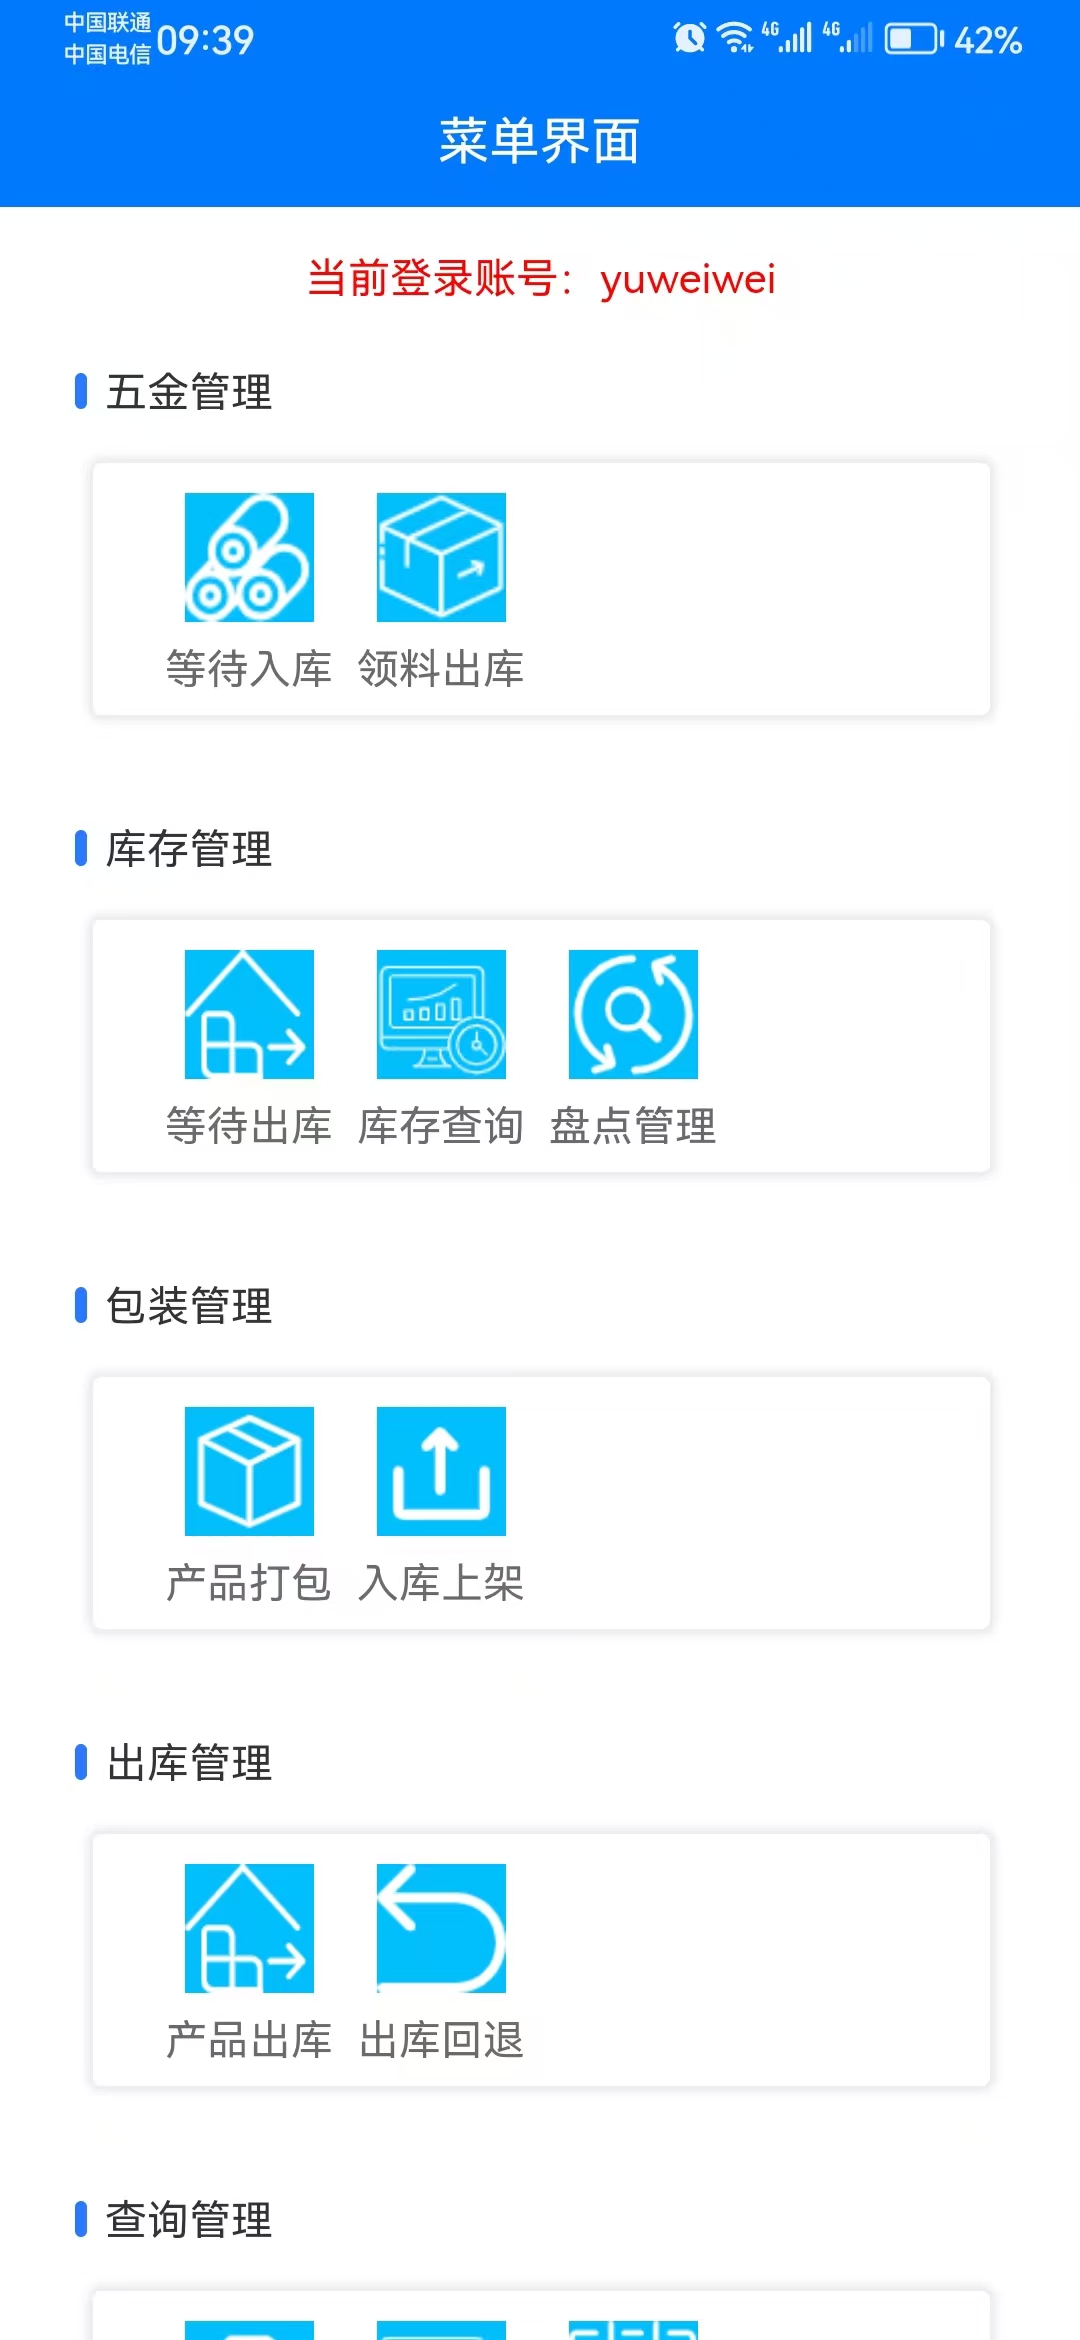 中国联通
中国电信 09:39 4G 4G 42%
菜单界面
当前登录账号：yuweiwei
五金管理
等待入库 领料出库
库存管理
等待出库 库存查询 盘点管理
包装管理
产品打包 入库上架
出库管理
产品出库 出库回退
查询管理